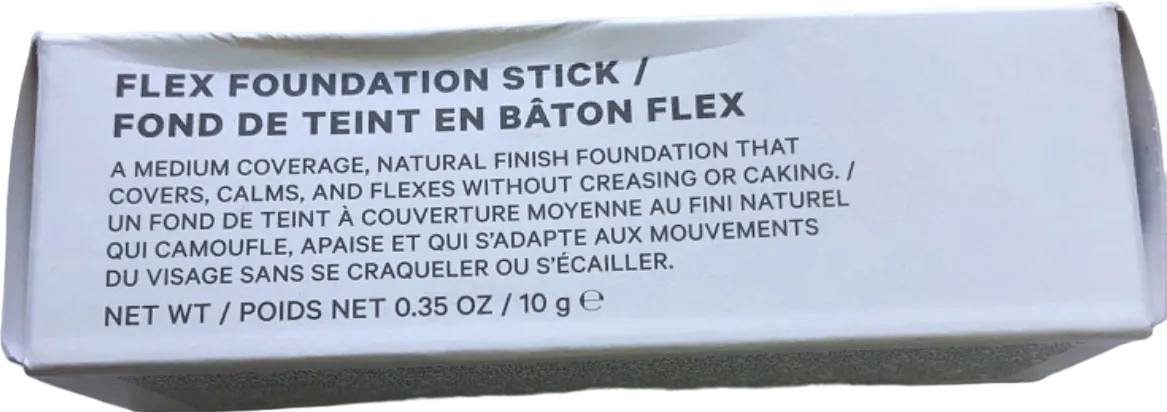 FLEX FOUNDATION STICK /
FOND DE TEINT EN BÂTON FLEX
A MEDIUM COVERAGE, NATURAL FINISH FOUNDATION THAT
COVERS, CALMS, AND FLEXES WITHOUT CREASING OR CAKING. /
UN FOND DE TEINT À COUVERTURE MOYENNE AU FINI NATUREL
QUI CAMOUFLE, APAISE ET QUI S'ADAPTE AUX MOUVEMENTS
DU VISAGE SANS SE CRAQUELER OU S'ÉCAILLER.
NET WT / POIDS NET 0.35 OZ / 10 g ℮